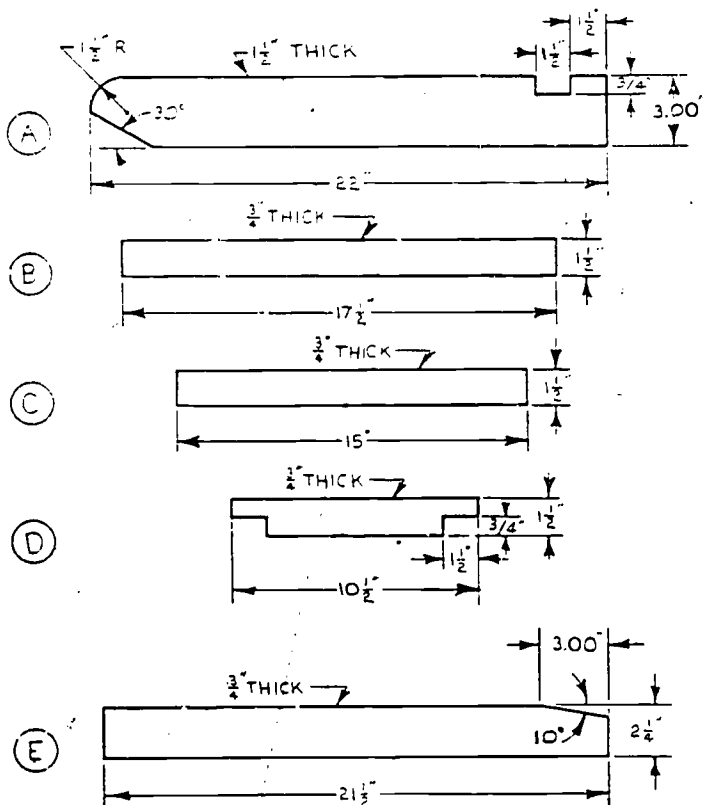 1 1/2" R
1 1/2" THICK
1 1/2"
1 1/2"
3/4"
3.00"
30°
A
22"
3/4" THICK
B
1 1/2"
17 1/2"
3/4" THICK
C
1 1/2"
15"
3/4" THICK
D
3/4"
1 1/2"
1 1/2"
10 1/2"
3.00"
3/4" THICK
10°
2 1/4"
E
21 1/2"